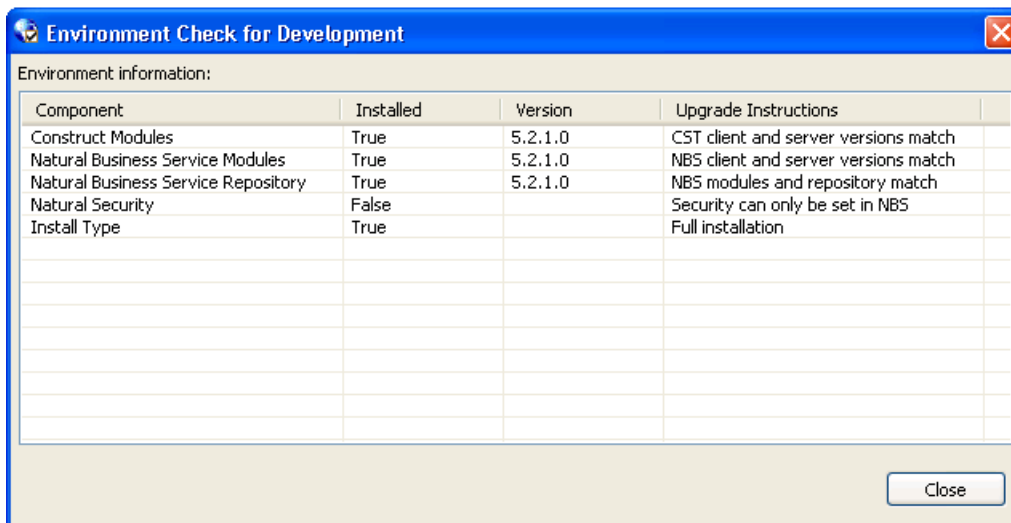 Environment Check for Development
Environment information:
Component Installed Version Upgrade Instructions
Construct Modules True 5.2.1.0 CST client and server versions match
Natural Business Service Modules True 5.2.1.0 NBS client and server versions match
Natural Business Service Repository True 5.2.1.0 NBS modules and repository match
Natural Security False Security can only be set in NBS
Install Type True Full installation
Close